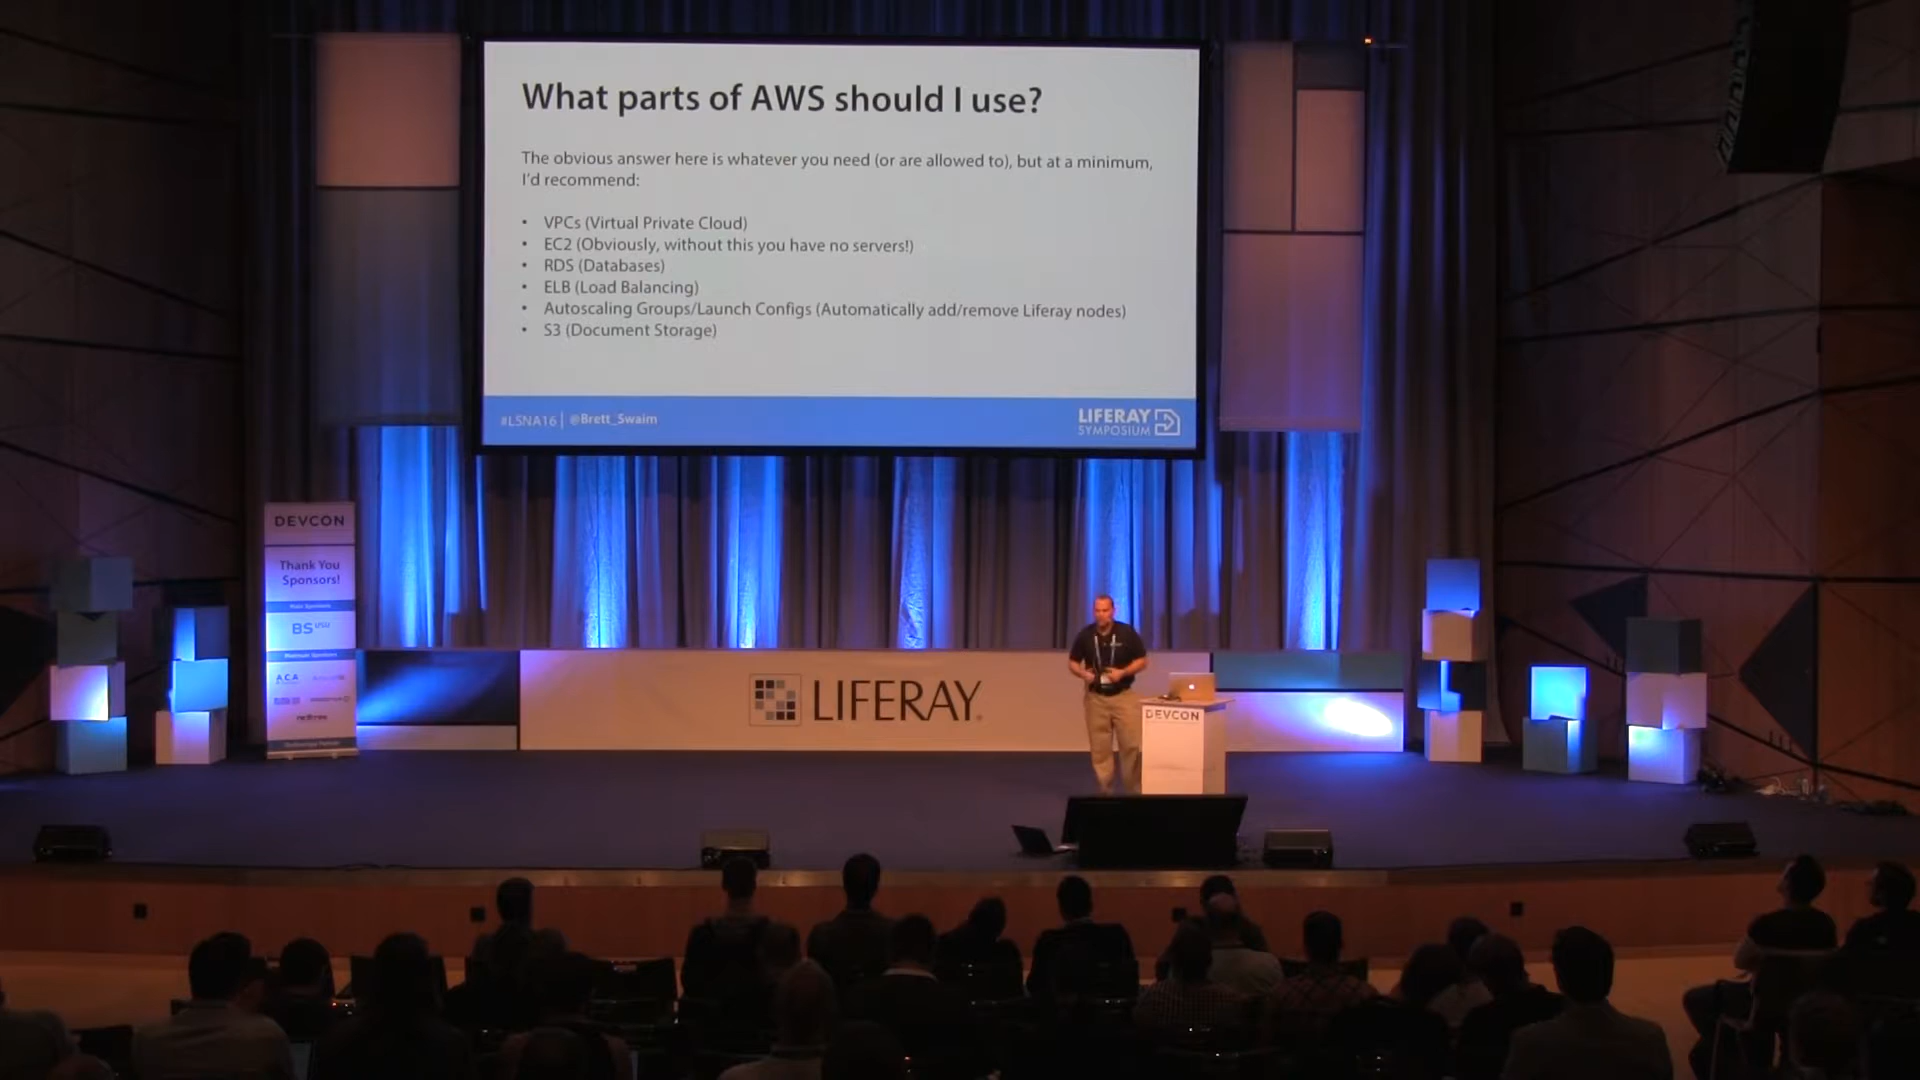 What parts of AWS should I use?
The obvious answer here is whatever you need (or are allowed to), but at a minimum,
I'd recommend:
• VPCs (Virtual Private Cloud)
• EC2 (Obviously, without this you have no servers!)
• RDS (Databases)
• ELB (Load Balancing)
• Autoscaling Groups/Launch Configs (Automatically add/remove Liferay nodes)
• S3 (Document Storage)
#LSNA16 | @Brett_Swaim
LIFERAY
SYMPOSIUM
DEVCON
Thank You
Sponsors!
BS USU
ACA
LIFERAY
DEVCON